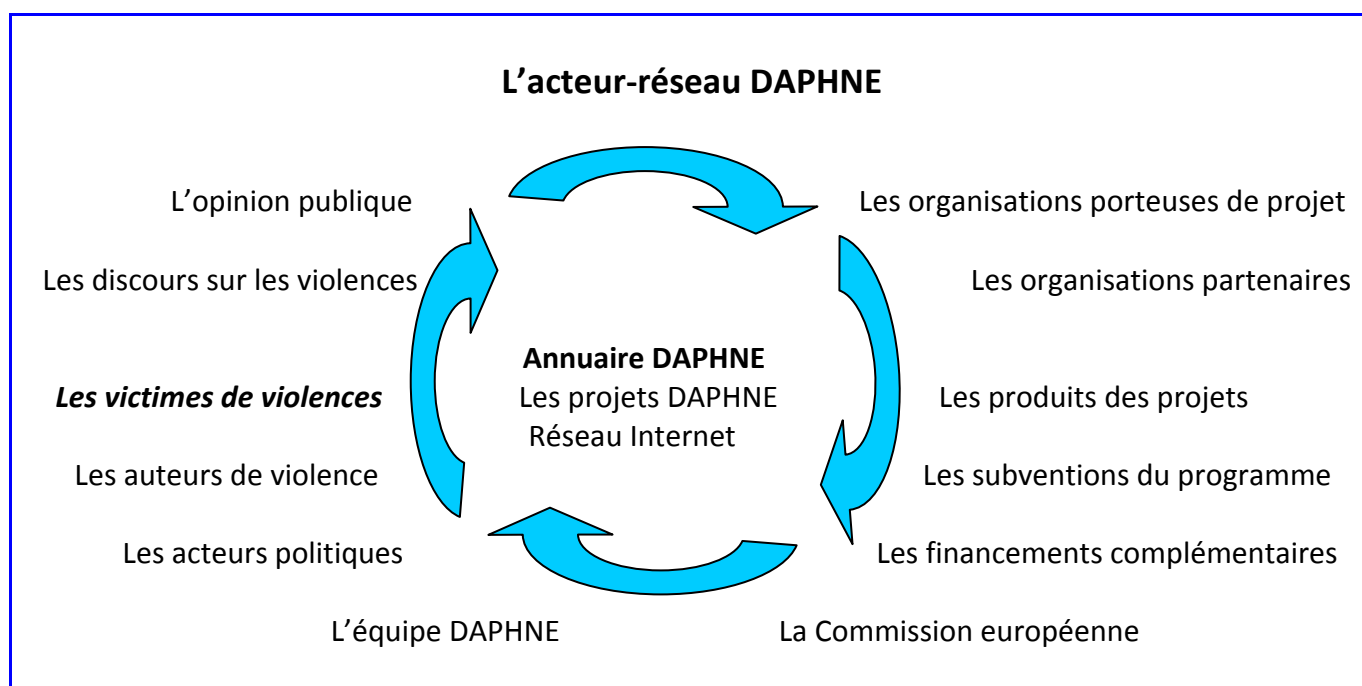 L’acteur-réseau DAPHNE
L’opinion publique
Les organisations porteuses de projet
Les discours sur les violences
Les organisations partenaires
Annuaire DAPHNE
Les projets DAPHNE
Réseau Internet
Les victimes de violences
Les produits des projets
Les auteurs de violence
Les subventions du programme
Les acteurs politiques
Les financements complémentaires
L’équipe DAPHNE
La Commission européenne